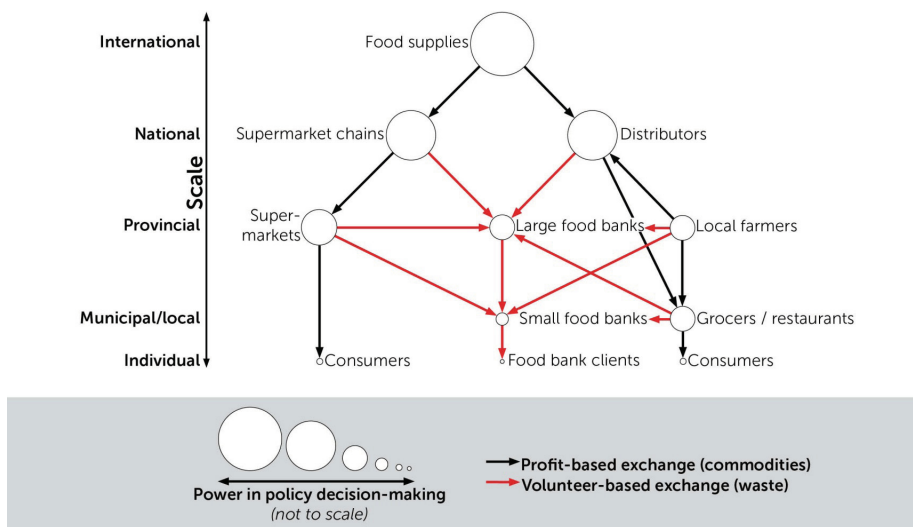 International
Food supplies
National
Supermarket chains
Distributors
Scale
Provincial
Super-
markets
Large food banks
Local farmers
Municipal/local
Small food banks
Grocers / restaurants
Individual
Consumers
Food bank clients
Consumers
Power in policy decision-making
(not to scale)
Profit-based exchange (commodities)
Volunteer-based exchange (waste)